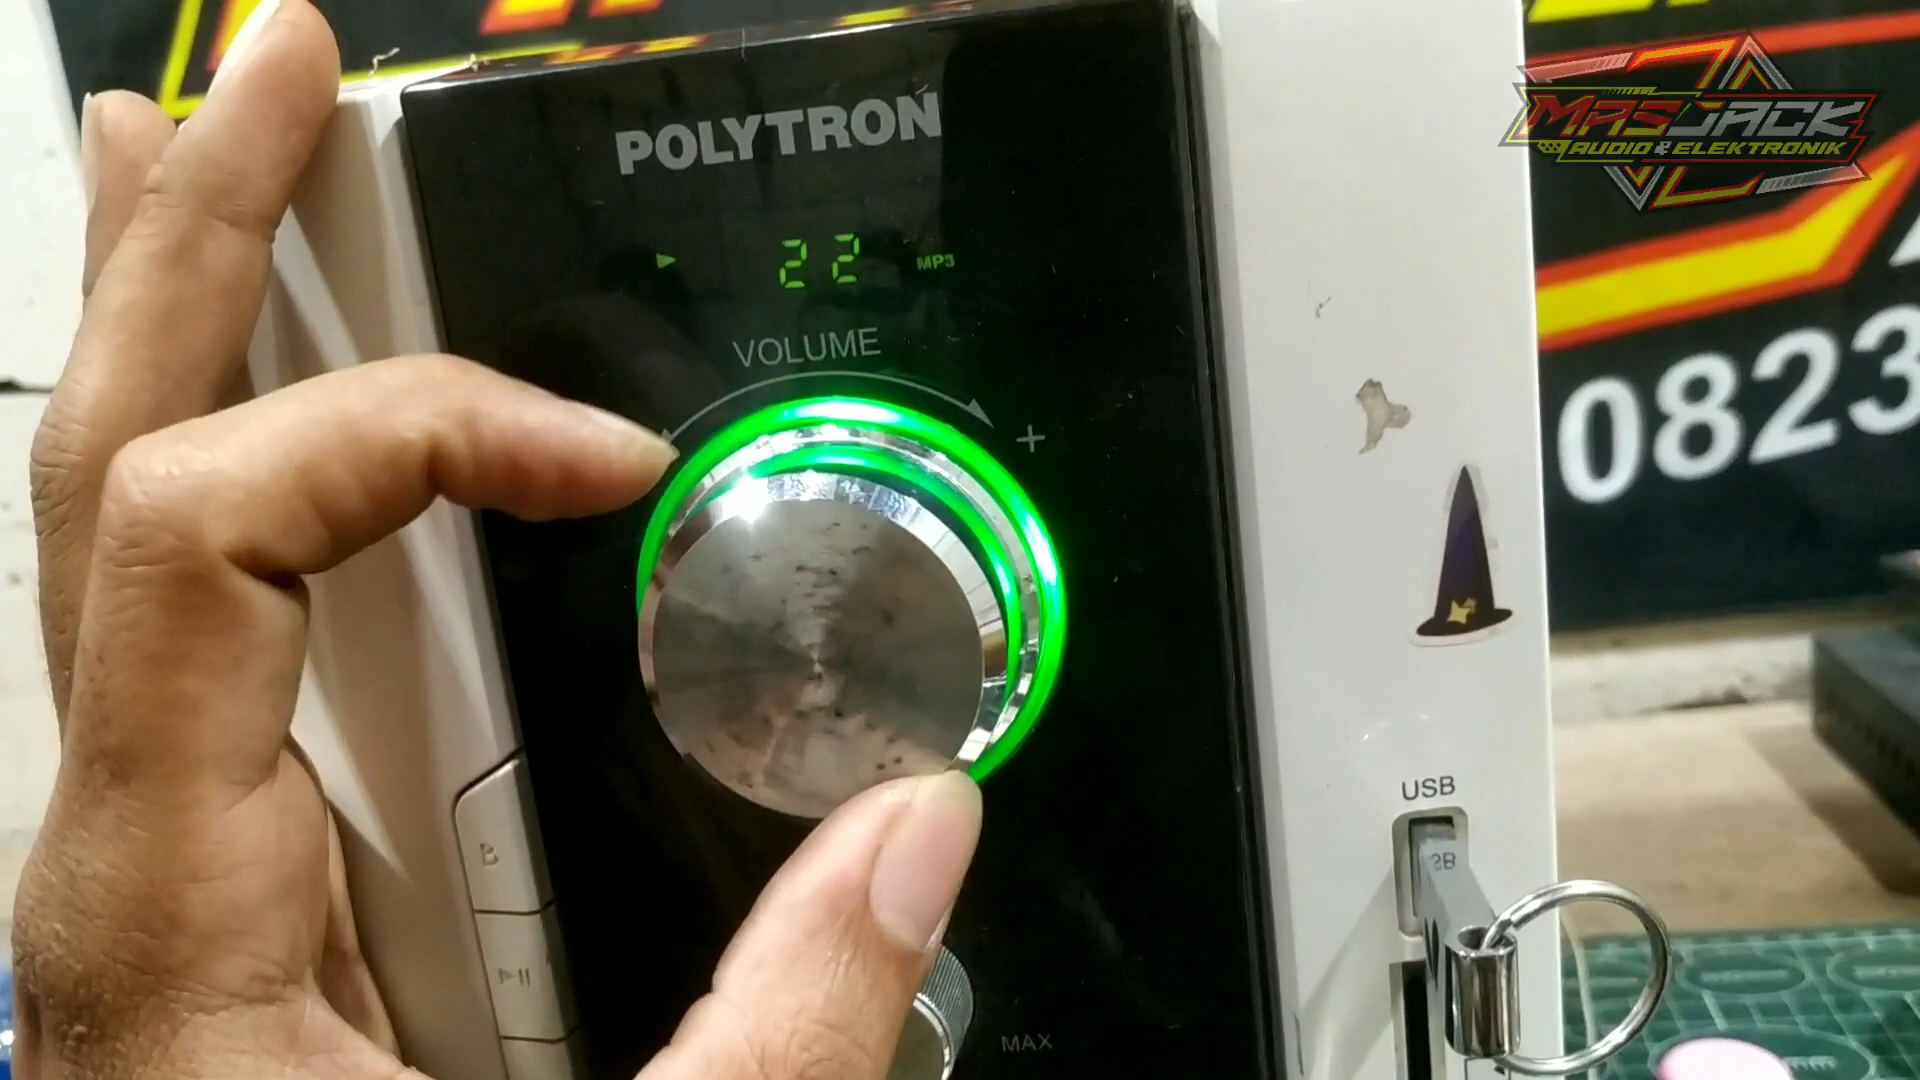 POLYTRON
MASJACK
AUDIO & ELEKTRONIK
22
MP3
VOLUME
+
0823
USB
B
MAX